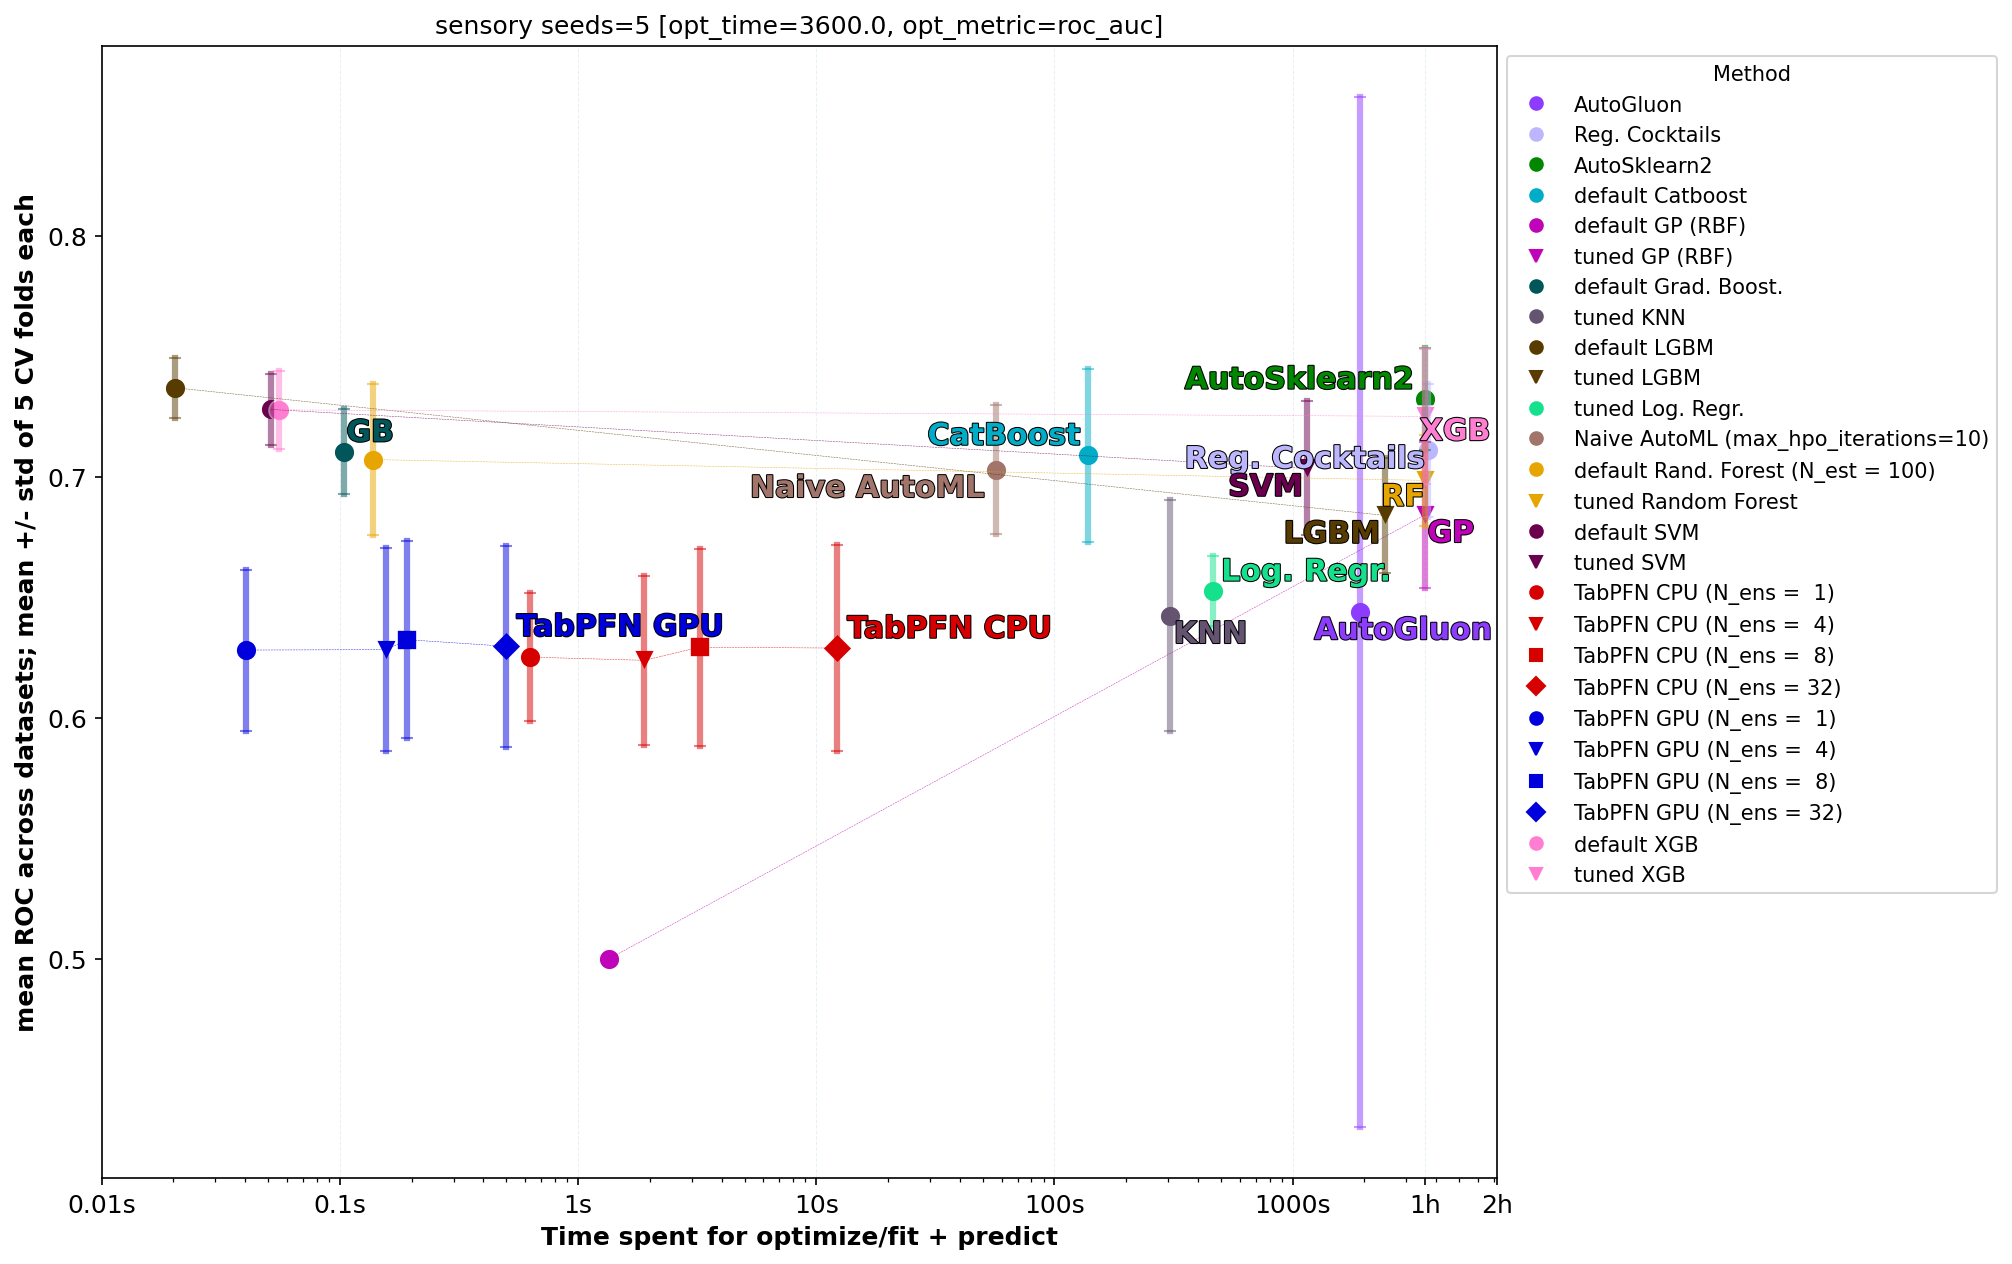 sensory seeds=5 [opt_time=3600.0, opt_metric=roc_auc]
mean ROC across datasets; mean +/- std of 5 CV folds each
0.8
0.7
0.6
0.5
AutoSklearn2
GB
CatBoost
XGB
Reg. Cocktails
Naive AutoML
SVM
RF
LGBM
GP
Log. Regr.
TabPFN GPU
TabPFN CPU
KNN
AutoGluon
0.01s
0.1s
1s
10s
100s
1000s
1h
2h
Time spent for optimize/fit + predict
Method
AutoGluon
Reg. Cocktails
AutoSklearn2
default Catboost
default GP (RBF)
tuned GP (RBF)
default Grad. Boost.
tuned KNN
default LGBM
tuned LGBM
tuned Log. Regr.
Naive AutoML (max_hpo_iterations=10)
default Rand. Forest (N_est = 100)
tuned Random Forest
default SVM
tuned SVM
TabPFN CPU (N_ens =  1)
TabPFN CPU (N_ens =  4)
TabPFN CPU (N_ens =  8)
TabPFN CPU (N_ens = 32)
TabPFN GPU (N_ens =  1)
TabPFN GPU (N_ens =  4)
TabPFN GPU (N_ens =  8)
TabPFN GPU (N_ens = 32)
default XGB
tuned XGB